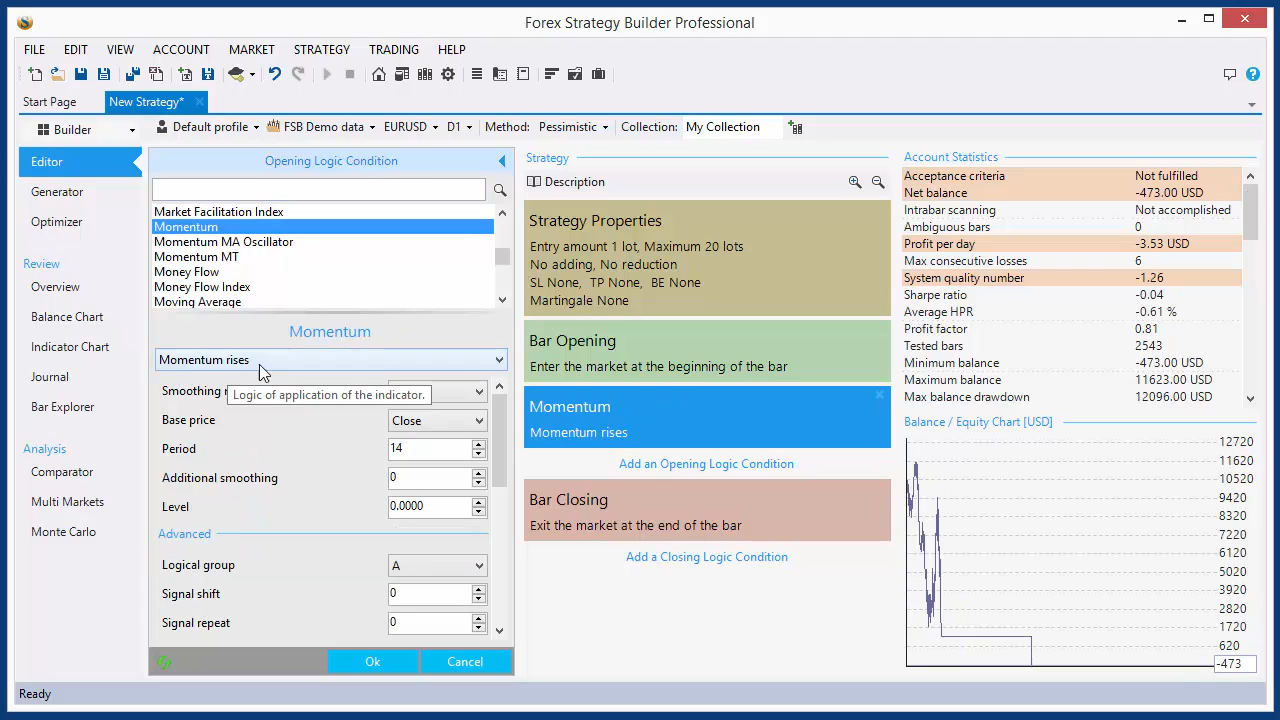 Forex Strategy Builder Professional
FILE EDIT VIEW ACCOUNT MARKET STRATEGY TRADING HELP
Start Page New Strategy*
Builder Default profile FSB Demo data EURUSD D1 Method: Pessimistic Collection: My Collection
Editor
Generator
Optimizer
Review
Overview
Balance Chart
Indicator Chart
Journal
Bar Explorer
Analysis
Comparator
Multi Markets
Monte Carlo
Opening Logic Condition
Market Facilitation Index
Momentum
Momentum MA Oscillator
Momentum MT
Money Flow
Money Flow Index
Moving Average
Momentum
Momentum rises
Smoothing
Logic of application of the indicator.
Base price Close
Period 14
Additional smoothing 0
Level 0.0000
Advanced
Logical group A
Signal shift 0
Signal repeat 0
Ok Cancel
Strategy
Description
Strategy Properties
Entry amount 1 lot, Maximum 20 lots
No adding, No reduction
SL None, TP None, BE None
Martingale None
Bar Opening
Enter the market at the beginning of the bar
Momentum
Momentum rises
Add an Opening Logic Condition
Bar Closing
Exit the market at the end of the bar
Add a Closing Logic Condition
Account Statistics
Acceptance criteria Not fulfilled
Net balance -473.00 USD
Intrabar scanning Not accomplished
Ambiguous bars 0
Profit per day -3.53 USD
Max consecutive losses 6
System quality number -1.26
Sharpe ratio -0.04
Average HPR -0.61 %
Profit factor 0.81
Tested bars 2543
Minimum balance -473.00 USD
Maximum balance 11623.00 USD
Max balance drawdown 12096.00 USD
Balance / Equity Chart [USD]
12720
11620
10520
9420
8320
7220
6120
5020
3920
2820
1720
620
-473
Ready